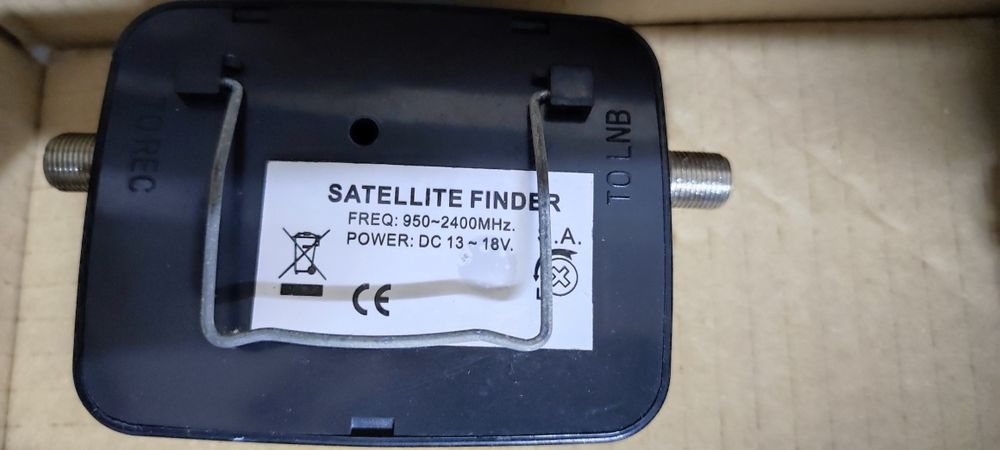 TO REC
TO LNB
SATELLITE FINDER
FREQ: 950~2400MHz.
POWER: DC 13 ~ 18V.
.A.
CE